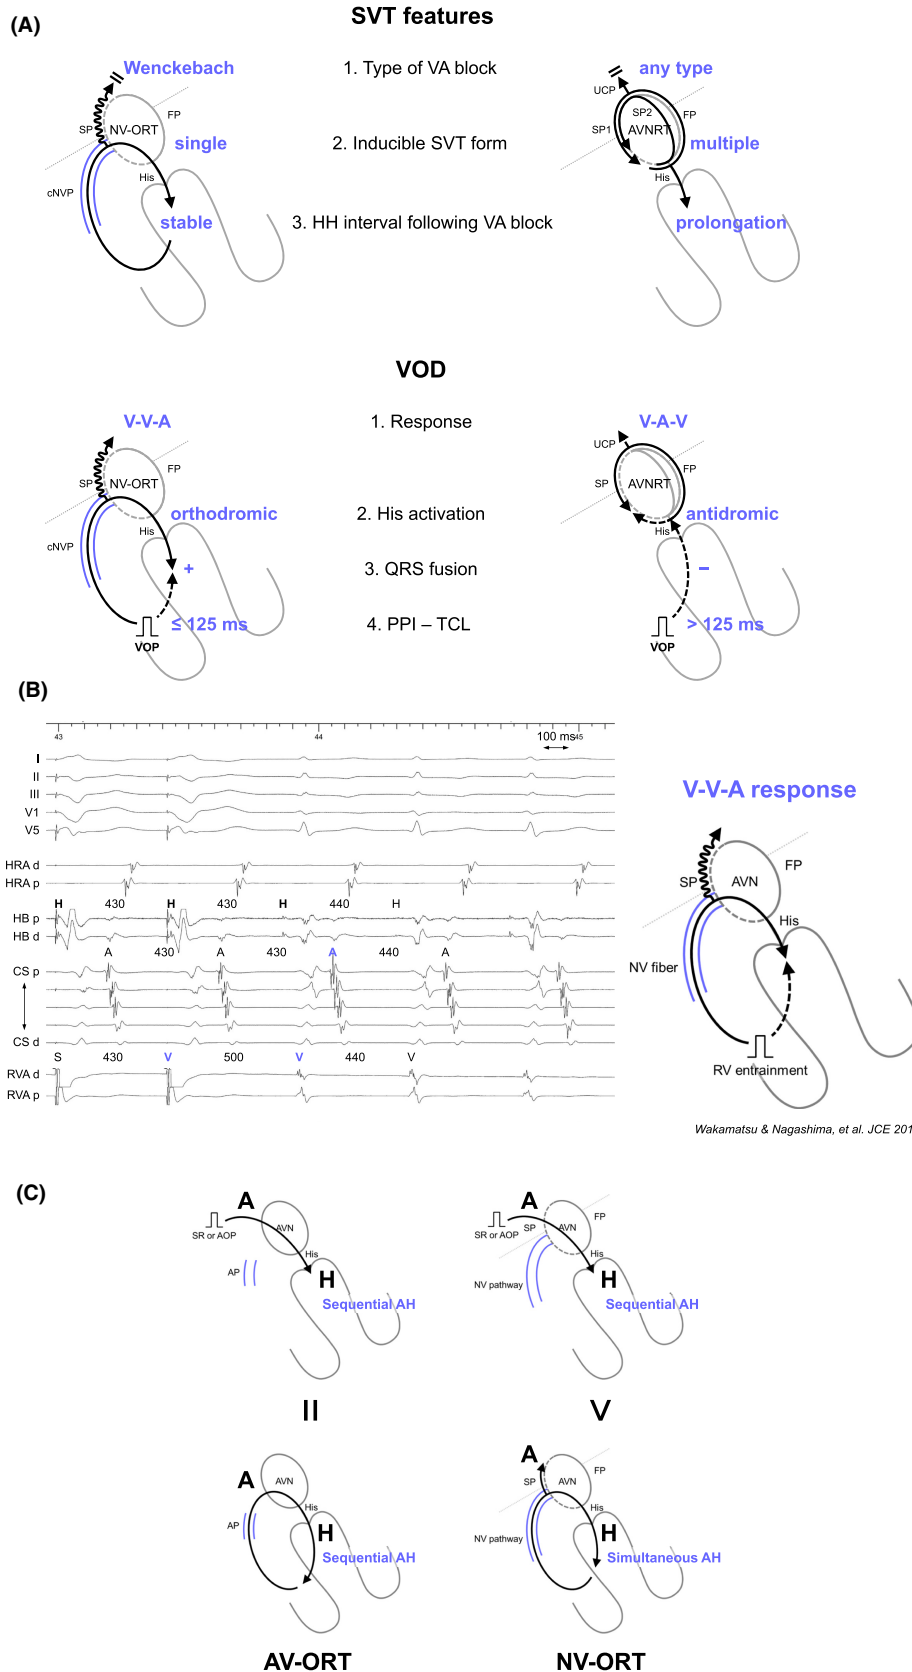 (A)
SVT features
Wenckebach
1. Type of VA block
any type
UCP
SP
NV-ORT
FP
SP1
SP2
AVNRT
FP
single
2. Inducible SVT form
multiple
His
His
cNVP
stable
3. HH interval following VA block
prolongation
VOD
V-V-A
1. Response
V-A-V
UCP
FP
FP
SP
NV-ORT
SP
AVNRT
orthodromic
2. His activation
antidromic
His
His
cNVP
+
3. QRS fusion
−
≤ 125 ms
4. PPI – TCL
> 125 ms
VOP
VOP
(B)
43
44
45
100 ms
I
II
III
V1
V5
HRA d
HRA p
H 430 H 430 H 440 H
HB p
HB d
A 430 A 430 A 440 A
CS p
CS d
S 430 V 500 V 440 V
RVA d
RVA p
V-V-A response
FP
SP
AVN
His
NV fiber
RV entrainment
Wakamatsu & Nagashima, et al. JCE 201
(C)
A
AVN
SR or AOP
His
AP
H
Sequential AH
A
FP
SP
AVN
SR or AOP
His
NV pathway
H
Sequential AH
II
V
A
AVN
His
AP
H
Sequential AH
A
FP
SP
AVN
His
NV pathway
H
Simultaneous AH
AV-ORT
NV-ORT